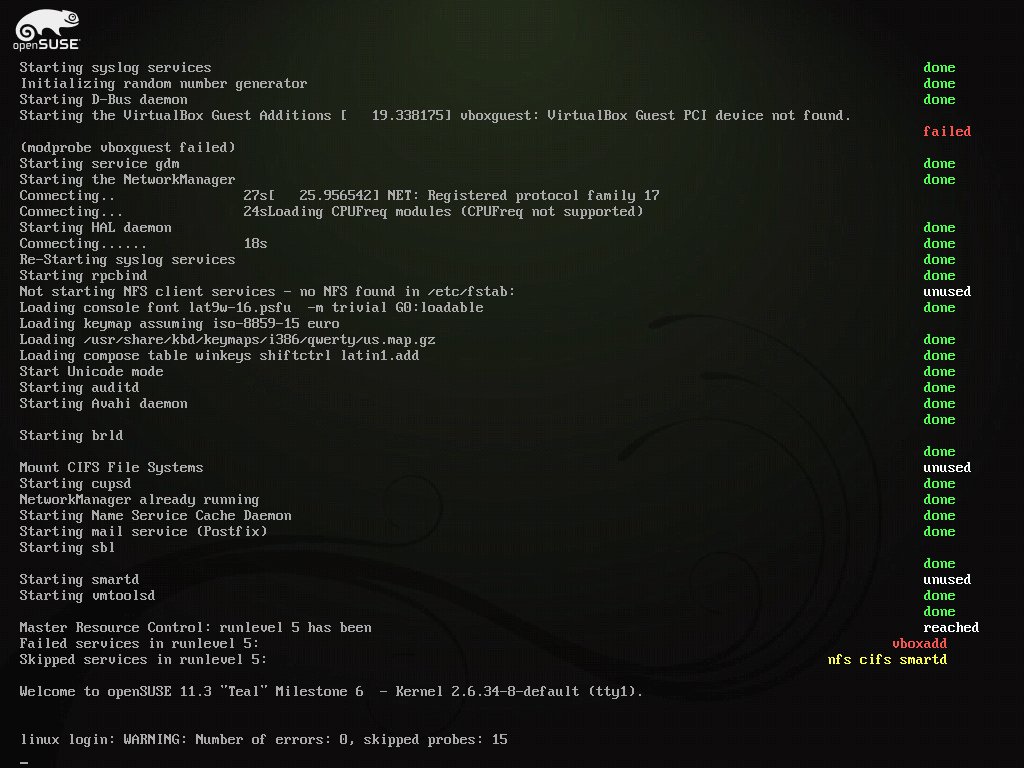 openSUSE
Starting syslog services done
Initializing random number generator done
Starting D-Bus daemon done
Starting the VirtualBox Guest Additions [   19.338175] vboxguest: VirtualBox Guest PCI device not found.
failed
(modprobe vboxguest failed)
Starting service gdm done
Starting the NetworkManager done
Connecting.. 27s[   25.956542] NET: Registered protocol family 17
Connecting... 24sLoading CPUFreq modules (CPUFreq not supported)
Starting HAL daemon done
Connecting...... 18s done
Re-Starting syslog services done
Starting rpcbind done
Not starting NFS client services - no NFS found in /etc/fstab: unused
Loading console font lat9w-16.psfu  -m trivial G0:loadable done
Loading keymap assuming iso-8859-15 euro
Loading /usr/share/kbd/keymaps/i386/qwerty/us.map.gz done
Loading compose table winkeys shiftctrl latin1.add done
Start Unicode mode done
Starting auditd done
Starting Avahi daemon done
done
Starting brld
done
Mount CIFS File Systems unused
Starting cupsd done
NetworkManager already running done
Starting Name Service Cache Daemon done
Starting mail service (Postfix) done
Starting sbl
done
Starting smartd unused
Starting vmtoolsd done
done
Master Resource Control: runlevel 5 has been reached
Failed services in runlevel 5: vboxadd
Skipped services in runlevel 5: nfs cifs smartd
Welcome to openSUSE 11.3 "Teal" Milestone 6  - Kernel 2.6.34-8-default (tty1).
linux login: WARNING: Number of errors: 0, skipped probes: 15
_